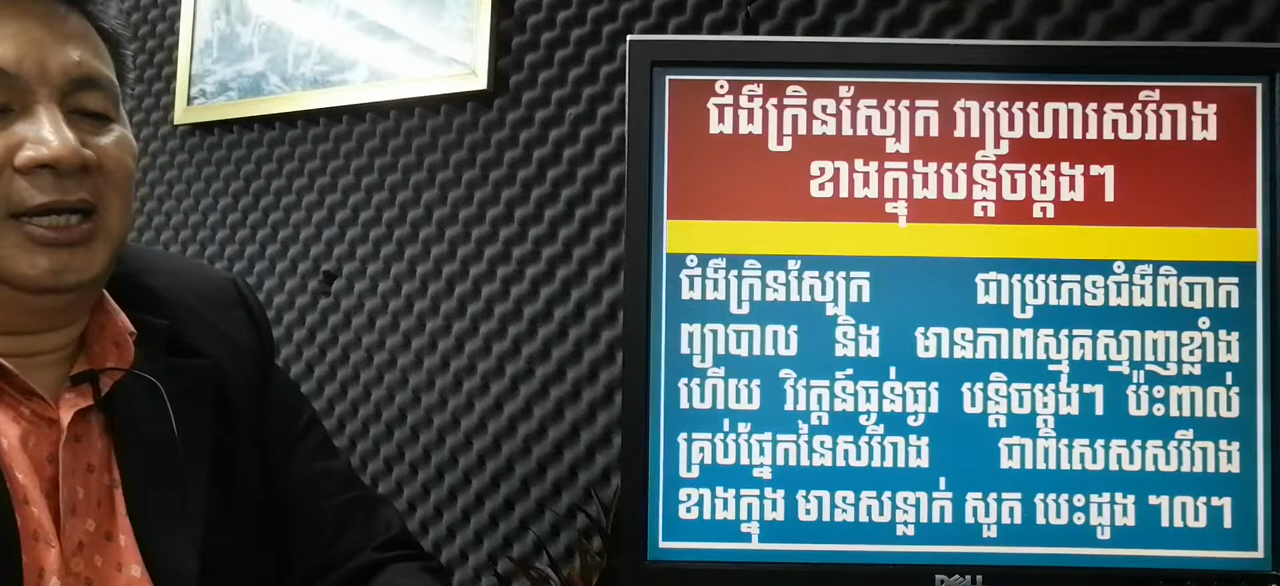 ជំងឺក្រិនស្បែក វាប្រហារសរីរាង
ខាងក្នុងបន្តិចម្តងៗ
ជំងឺក្រិនស្បែក ជាប្រភេទជំងឺពិបាក
ព្យាបាល និង មានភាពស្មុគស្មាញខ្លាំង
ហើយ វិវត្តន៍ធ្ងន់ធ្ងរ បន្តិចម្តងៗ ប៉ះពាល់
គ្រប់ផ្នែកនៃសរីរាង ជាពិសេសសរីរាង
ខាងក្នុង មានសន្លាក់ សួត បេះដូង ។ល។
DELL